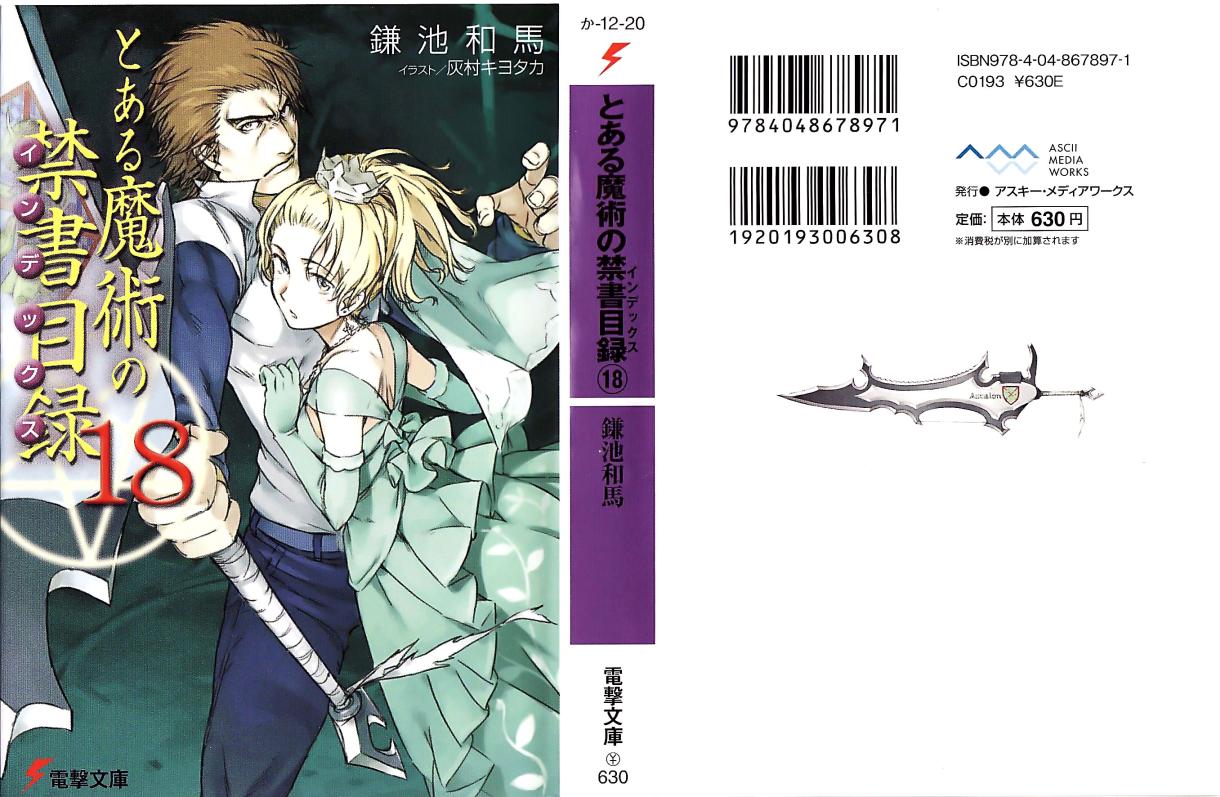 鎌池和馬
イラスト／灰村キヨタカ
とある魔術の
禁書目録
インデックス
18
電撃文庫
か-12-20
とある魔術の禁書目録⑱
インデックス
鎌池和馬
電撃文庫
¥
630
9784048678971
1920193006308
ISBN978-4-04-867897-1
C0193 ¥630E
ASCII
MEDIA
WORKS
発行●アスキー・メディアワークス
定価: 本体 630円
※消費税が別に加算されます
Ascalon